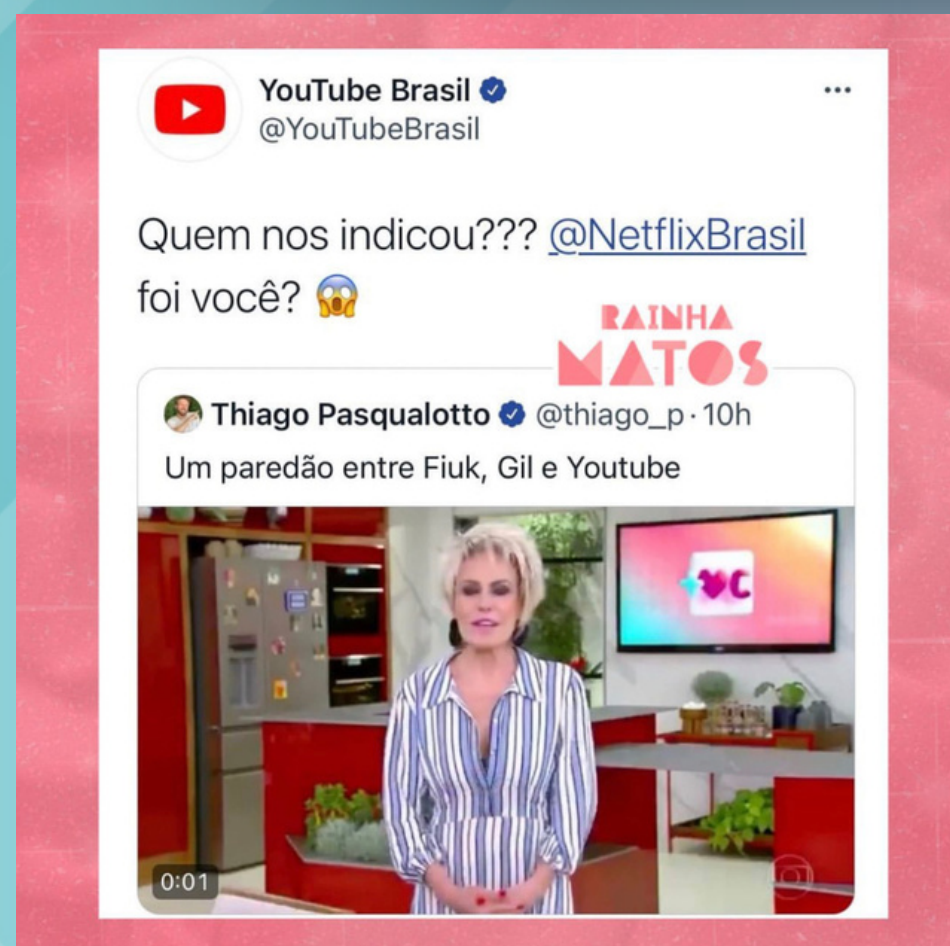 YouTube Brasil
@YouTubeBrasil
Quem nos indicou??? @NetflixBrasil
foi você? 😱
RAINHA
MATOS
Thiago Pasqualotto @thiago_p · 10h
Um paredão entre Fiuk, Gil e Youtube
0:01